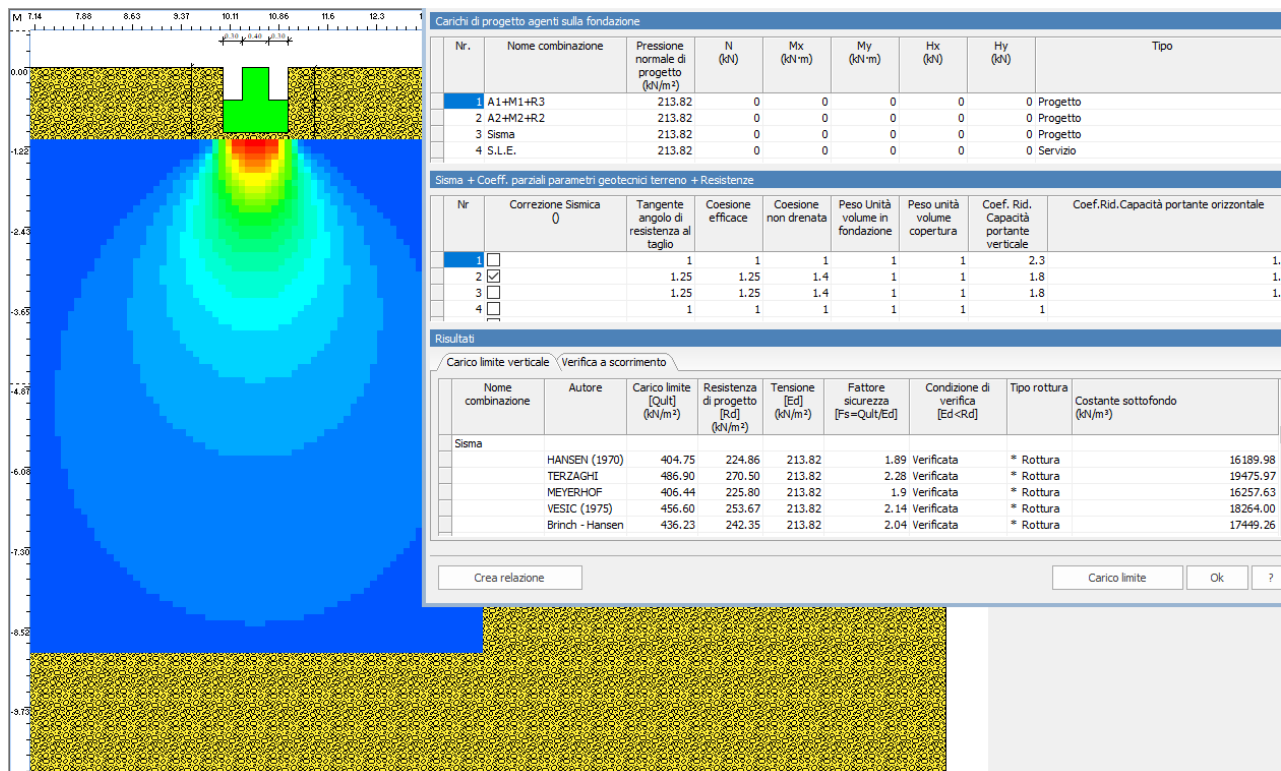 M 7.14 7.88 8.63 9.37 10.11 10.86 11.6 12.3
0.30 0.40 0.30
0.00
-1.22
-2.43
-3.65
-4.87
-6.08
-7.30
-8.52
-9.73
Carichi di progetto agenti sulla fondazione
Nr. Nome combinazione Pressione normale di progetto (kN/m²) N (kN) Mx (kN·m) My (kN·m) Hx (kN) Hy (kN) Tipo
1 A1+M1+R3 213.82 0 0 0 0 0 Progetto
2 A2+M2+R2 213.82 0 0 0 0 0 Progetto
3 Sisma 213.82 0 0 0 0 0 Progetto
4 S.L.E. 213.82 0 0 0 0 0 Servizio
Sisma + Coeff. parziali parametri geotecnici terreno + Resistenze
Nr Correzione Sismica () Tangente angolo di resistenza al taglio Coesione efficace Coesione non drenata Peso Unità volume in fondazione Peso unità volume copertura Coef. Rid. Capacità portante verticale Coef.Rid.Capacità portante orizzontale
1 1 1 1 1 1 2.3 1.
2 1.25 1.25 1.4 1 1 1.8 1.
3 1.25 1.25 1.4 1 1 1.8 1.
4 1 1 1 1 1 1
Risultati
Carico limite verticale Verifica a scorrimento
Nome combinazione Autore Carico limite [Qult] (kN/m²) Resistenza di progetto [Rd] (kN/m²) Tensione [Ed] (kN/m²) Fattore sicurezza [Fs=Qult/Ed] Condizione di verifica [Ed<Rd] Tipo rottura Costante sottofondo (kN/m³)
Sisma
HANSEN (1970) 404.75 224.86 213.82 1.89 Verificata * Rottura 16189.98
TERZAGHI 486.90 270.50 213.82 2.28 Verificata * Rottura 19475.97
MEYERHOF 406.44 225.80 213.82 1.9 Verificata * Rottura 16257.63
VESIC (1975) 456.60 253.67 213.82 2.14 Verificata * Rottura 18264.00
Brinch - Hansen 436.23 242.35 213.82 2.04 Verificata * Rottura 17449.26
Crea relazione Carico limite Ok ?